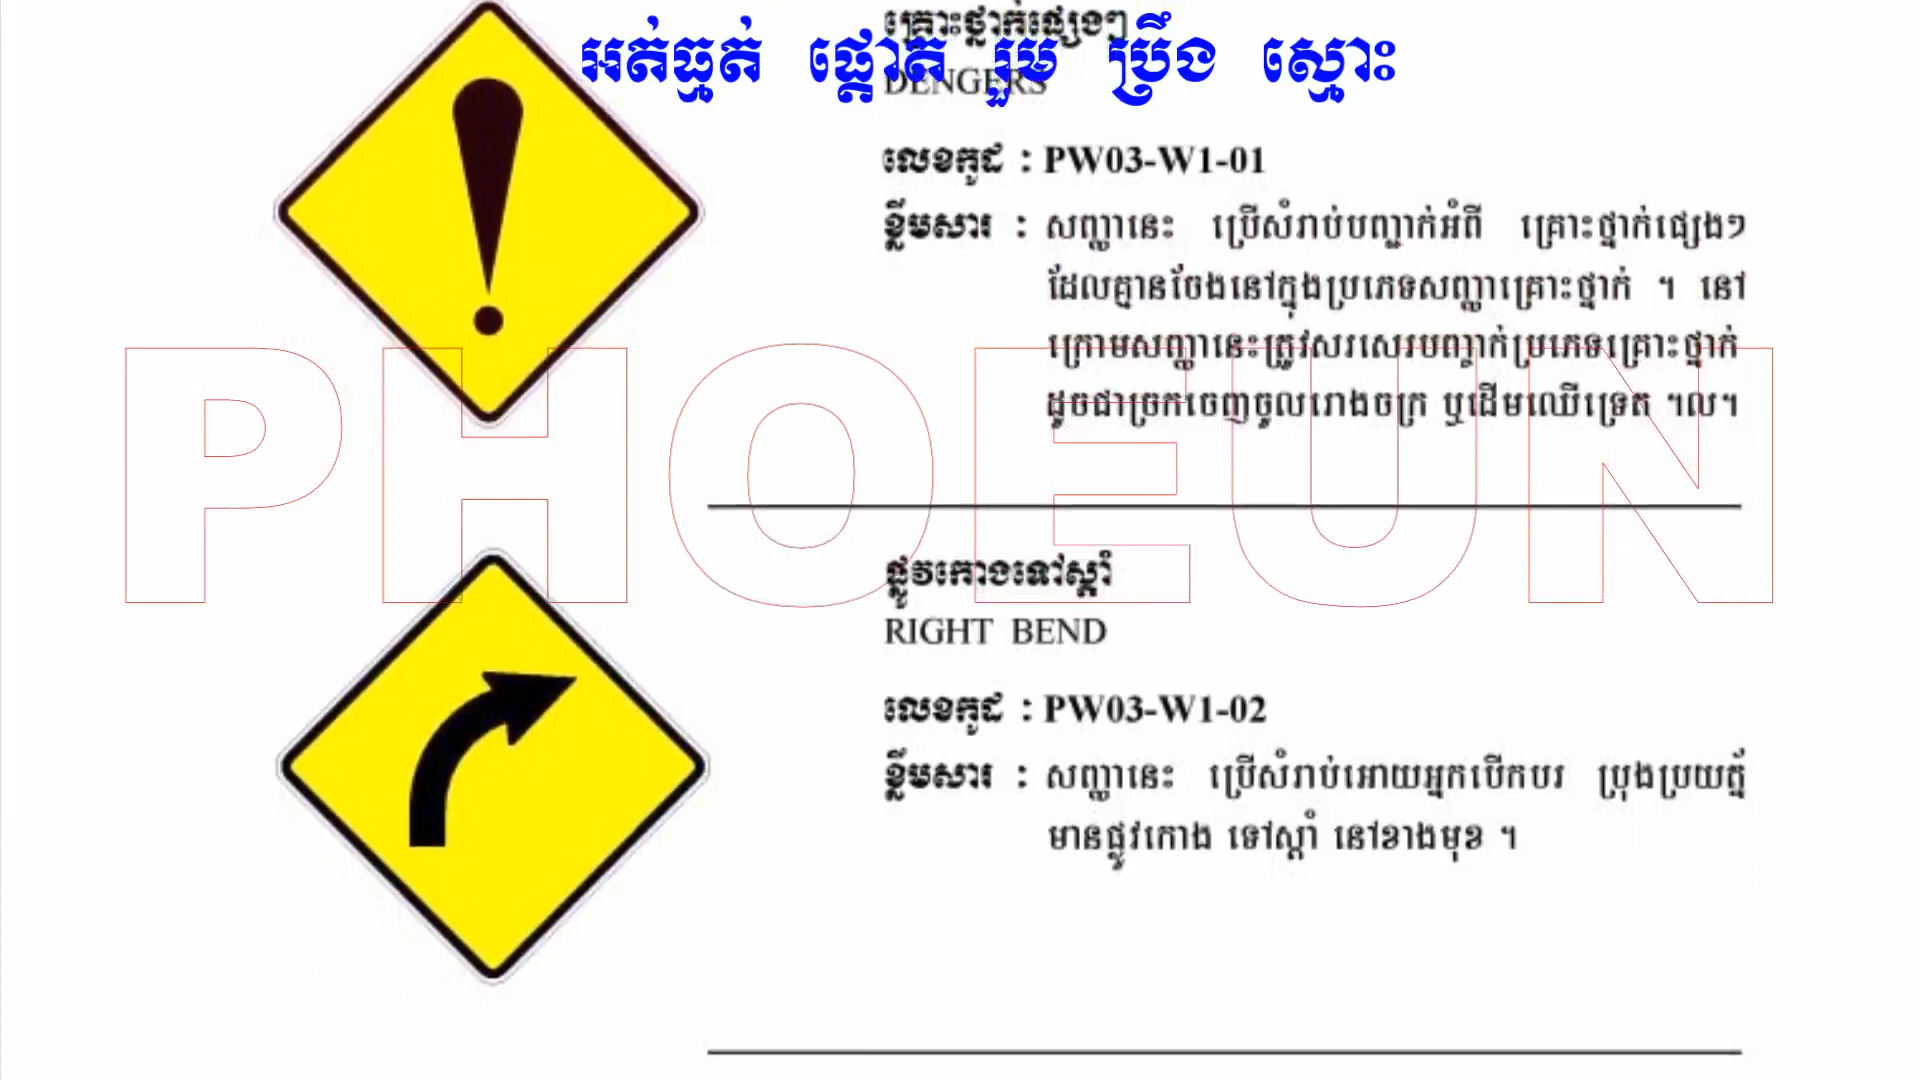 គ្រោះថ្នាក់ផ្សេងៗ
អត់ធ្មត់ ផ្តោត រួម ប្រឹង ស្មោះ
DENGERS
លេខកូដ : PW03-W1-01
ខ្លឹមសារ : សញ្ញានេះ ប្រើសំរាប់បញ្ជាក់អំពី គ្រោះថ្នាក់ផ្សេងៗ
ដែលគ្មានចែងនៅក្នុងប្រភេទសញ្ញាគ្រោះថ្នាក់ ។ នៅ
ក្រោមសញ្ញានេះត្រូវសរសេរបញ្ជាក់ប្រភេទគ្រោះថ្នាក់
ដូចជាច្រកចេញចូលរោងចក្រ ឬដើមឈើទ្រេត ។ល។
PHOEUN
ផ្លូវកោងទៅស្តាំ
RIGHT BEND
លេខកូដ : PW03-W1-02
ខ្លឹមសារ : សញ្ញានេះ ប្រើសំរាប់អោយអ្នកបើកបរ ប្រុងប្រយត្ន័
មានផ្លូវកោង ទៅស្តាំ នៅខាងមុខ ។